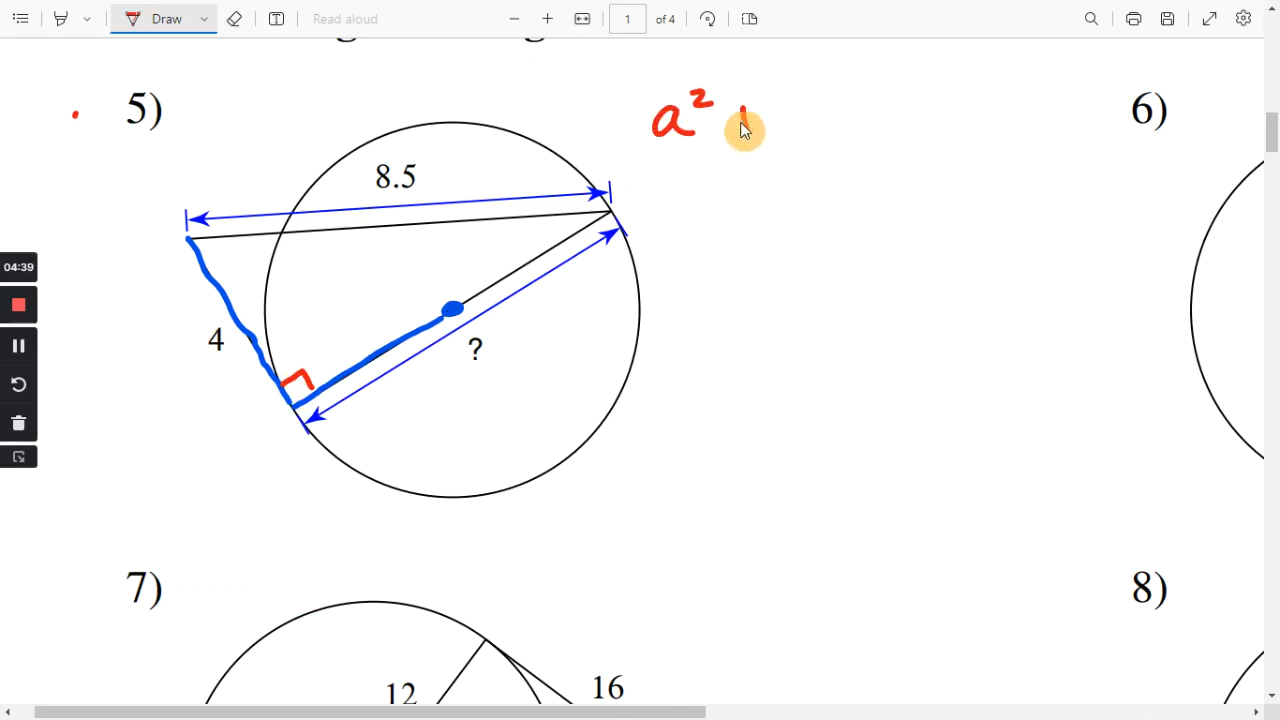 Draw
Read aloud
1 of 4
5)
a²
6)
8.5
04:39
4
?
7)
8)
12
16